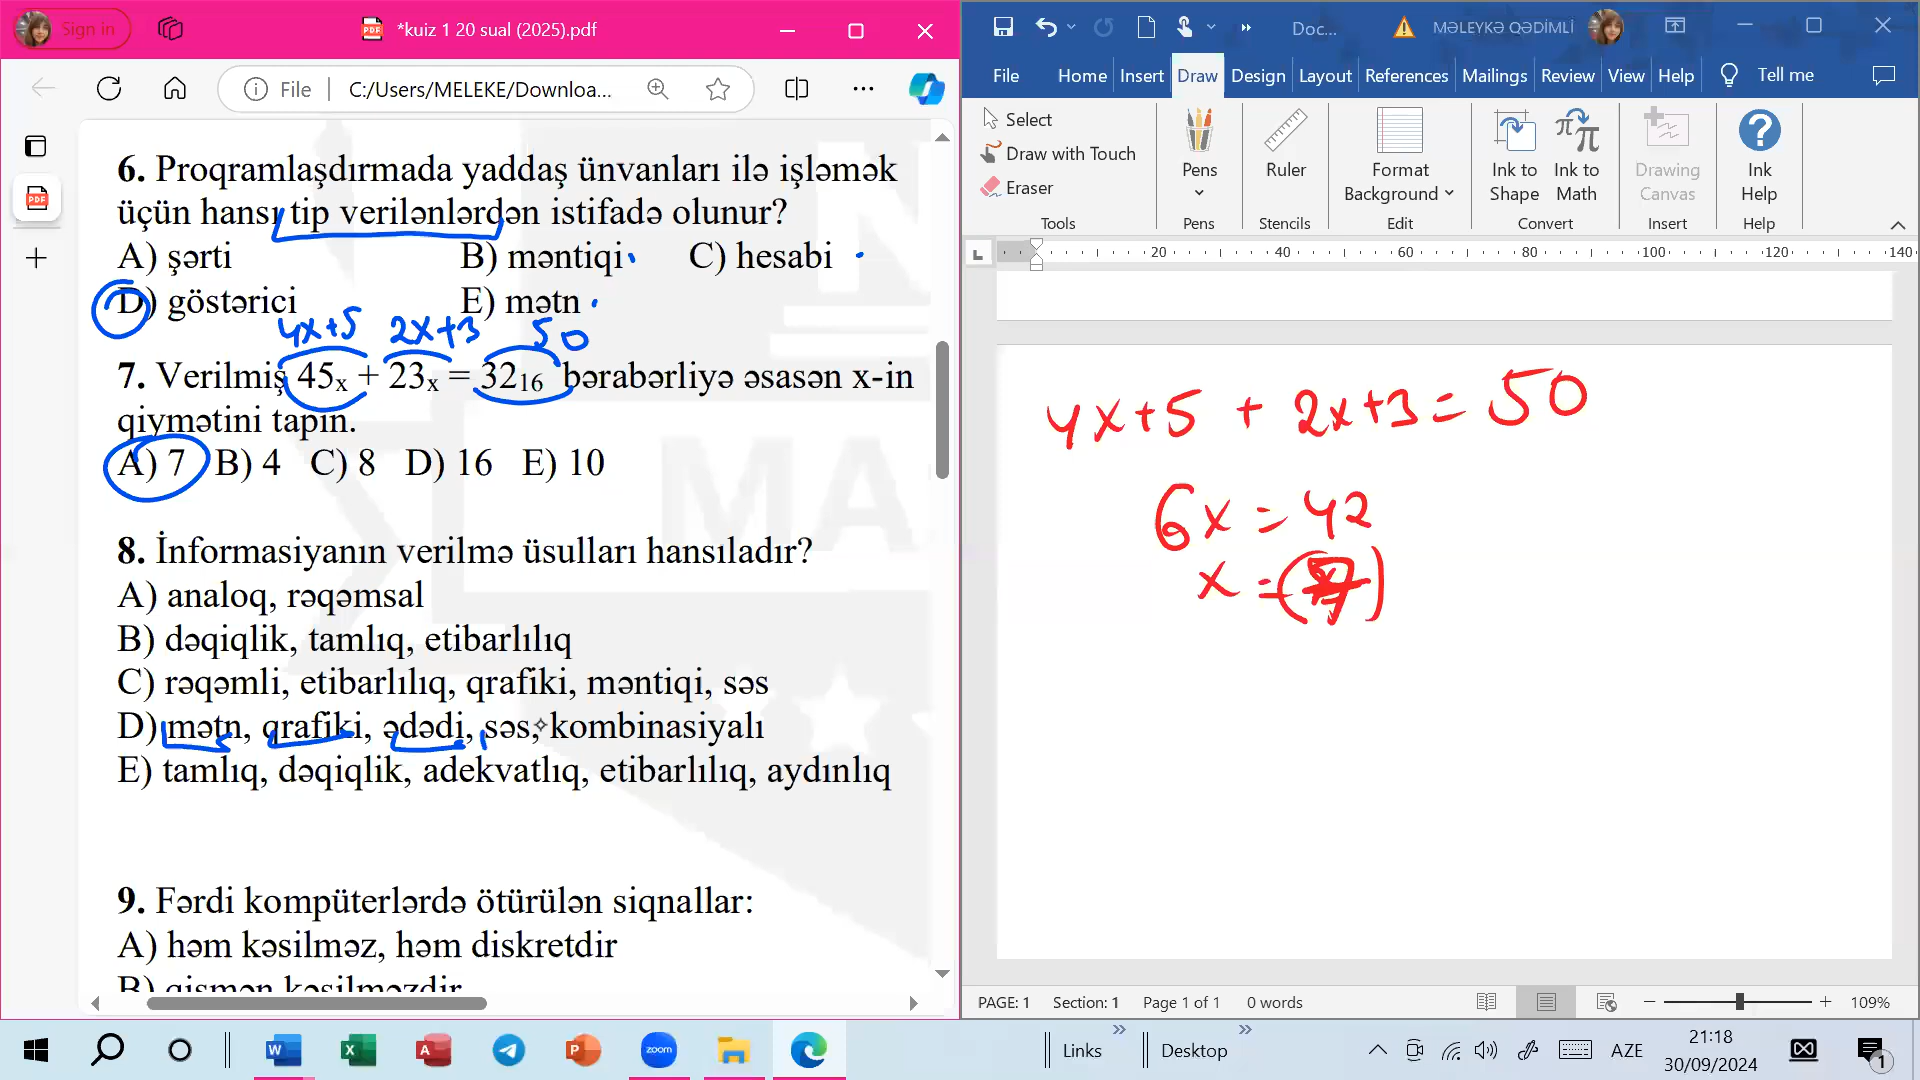 Sign in
*kuiz 1 20 sual (2025).pdf
File
C:/Users/MELEKE/Downloa...
6. Proqramlaşdırmada yaddaş ünvanları ilə işləmək
üçün hansı tip verilənlərdən istifadə olunur?
A) şərti B) məntiqi C) hesabi
D) göstərici E) mətn
4x+5 2x+3 50
7. Verilmiş 45x + 23x = 3216 bərabərliyə əsasən x-in
qiymətini tapın.
A) 7 B) 4 C) 8 D) 16 E) 10
8. İnformasiyanın verilmə üsulları hansıladır?
A) analoq, rəqəmsal
B) dəqiqlik, tamlıq, etibarlılıq
C) rəqəmli, etibarlılıq, qrafiki, məntiqi, səs
D) mətn, qrafiki, ədədi, səs, kombinasiyalı
E) tamlıq, dəqiqlik, adekvatlıq, etibarlılıq, aydınlıq
9. Fərdi kompüterlərdə ötürülən siqnallar:
A) həm kəsilməz, həm diskretdir
B) qismən kəsilməzdir
Doc...
MƏLEYKƏ QƏDİMLİ
File Home Insert Draw Design Layout References Mailings Review View Help Tell me
Select
Draw with Touch
Eraser
Tools
Pens
Pens
Ruler
Stencils
Format
Background
Edit
Ink to
Shape
Ink to
Math
Convert
Drawing
Canvas
Insert
Ink
Help
Help
20 40 60 80 100 120 140
4x+5 + 2x+3 = 50
6x = 42
x =
PAGE: 1 Section: 1 Page 1 of 1 0 words
109%
zoom
Links
Desktop
AZE
21:18
30/09/2024
1